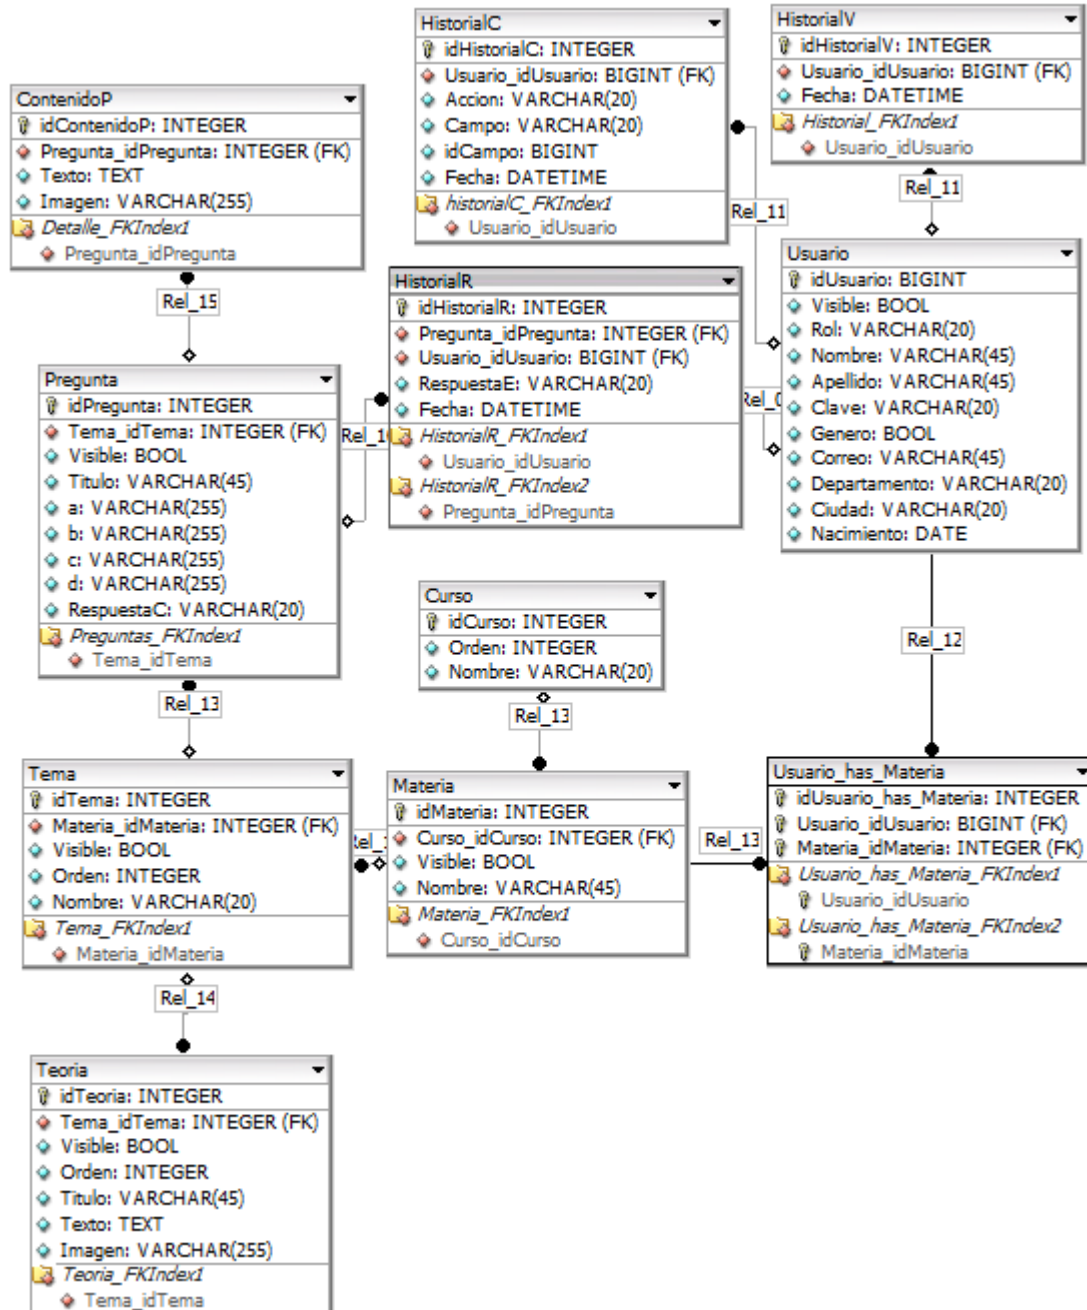 HistorialC
idHistorialC: INTEGER
Usuario_idUsuario: BIGINT (FK)
Accion: VARCHAR(20)
Campo: VARCHAR(20)
idCampo: BIGINT
Fecha: DATETIME
historialC_FKIndex1
Usuario_idUsuario
HistorialV
idHistorialV: INTEGER
Usuario_idUsuario: BIGINT (FK)
Fecha: DATETIME
Historial_FKIndex1
Usuario_idUsuario
ContenidoP
idContenidoP: INTEGER
Pregunta_idPregunta: INTEGER (FK)
Texto: TEXT
Imagen: VARCHAR(255)
Detalle_FKIndex1
Pregunta_idPregunta
Rel_11
Rel_11
Rel_15
HistorialR
idHistorialR: INTEGER
Pregunta_idPregunta: INTEGER (FK)
Usuario_idUsuario: BIGINT (FK)
RespuestaE: VARCHAR(20)
Fecha: DATETIME
HistorialR_FKIndex1
Usuario_idUsuario
HistorialR_FKIndex2
Pregunta_idPregunta
Usuario
idUsuario: BIGINT
Visible: BOOL
Rol: VARCHAR(20)
Nombre: VARCHAR(45)
Apellido: VARCHAR(45)
Clave: VARCHAR(20)
Genero: BOOL
Correo: VARCHAR(45)
Departamento: VARCHAR(20)
Ciudad: VARCHAR(20)
Nacimiento: DATE
Pregunta
idPregunta: INTEGER
Tema_idTema: INTEGER (FK)
Visible: BOOL
Titulo: VARCHAR(45)
a: VARCHAR(255)
b: VARCHAR(255)
c: VARCHAR(255)
d: VARCHAR(255)
RespuestaC: VARCHAR(20)
Preguntas_FKIndex1
Tema_idTema
Curso
idCurso: INTEGER
Orden: INTEGER
Nombre: VARCHAR(20)
Rel_12
Rel_13
Rel_13
Tema
idTema: INTEGER
Materia_idMateria: INTEGER (FK)
Visible: BOOL
Orden: INTEGER
Nombre: VARCHAR(20)
Tema_FKIndex1
Materia_idMateria
Materia
idMateria: INTEGER
Curso_idCurso: INTEGER (FK)
Visible: BOOL
Nombre: VARCHAR(45)
Materia_FKIndex1
Curso_idCurso
Rel_13
Usuario_has_Materia
idUsuario_has_Materia: INTEGER
Usuario_idUsuario: BIGINT (FK)
Materia_idMateria: INTEGER (FK)
Usuario_has_Materia_FKIndex1
Usuario_idUsuario
Usuario_has_Materia_FKIndex2
Materia_idMateria
Rel_14
Teoria
idTeoria: INTEGER
Tema_idTema: INTEGER (FK)
Visible: BOOL
Orden: INTEGER
Titulo: VARCHAR(45)
Texto: TEXT
Imagen: VARCHAR(255)
Teoria_FKIndex1
Tema_idTema